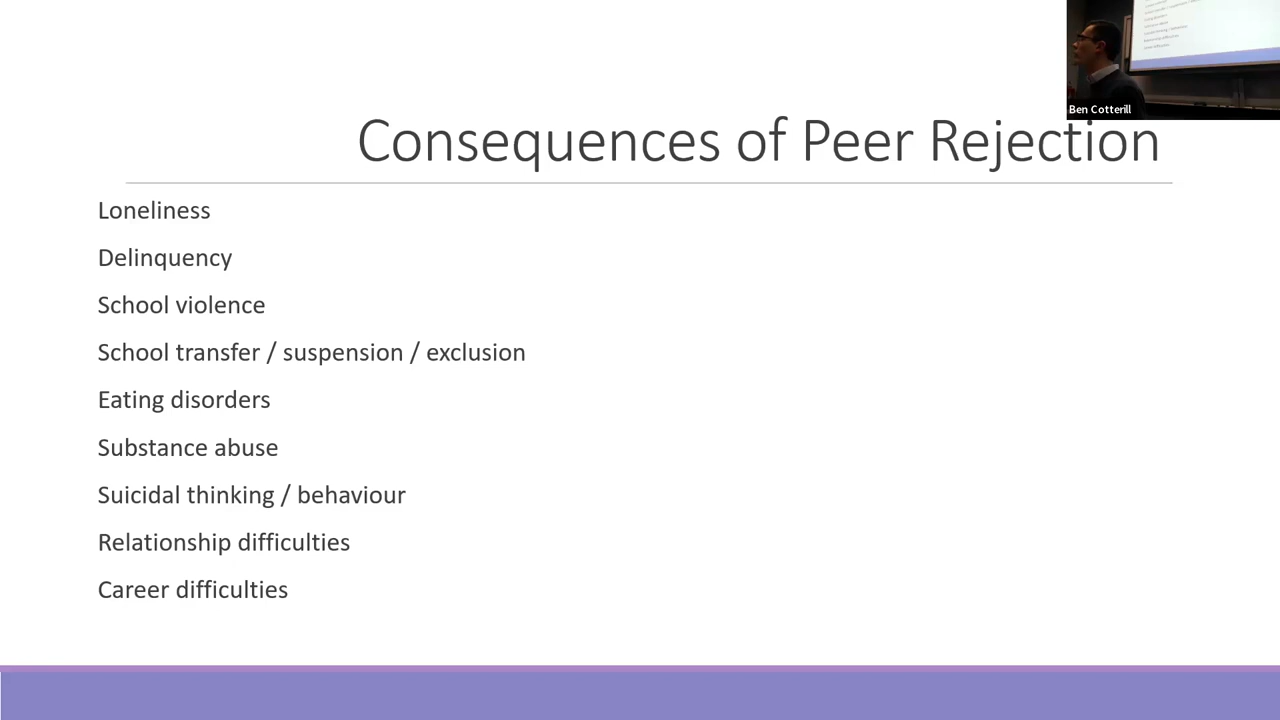 Ben Cotterill
Consequences of Peer Rejection
Loneliness
Delinquency
School violence
School transfer / suspension / exclusion
Eating disorders
Substance abuse
Suicidal thinking / behaviour
Relationship difficulties
Career difficulties